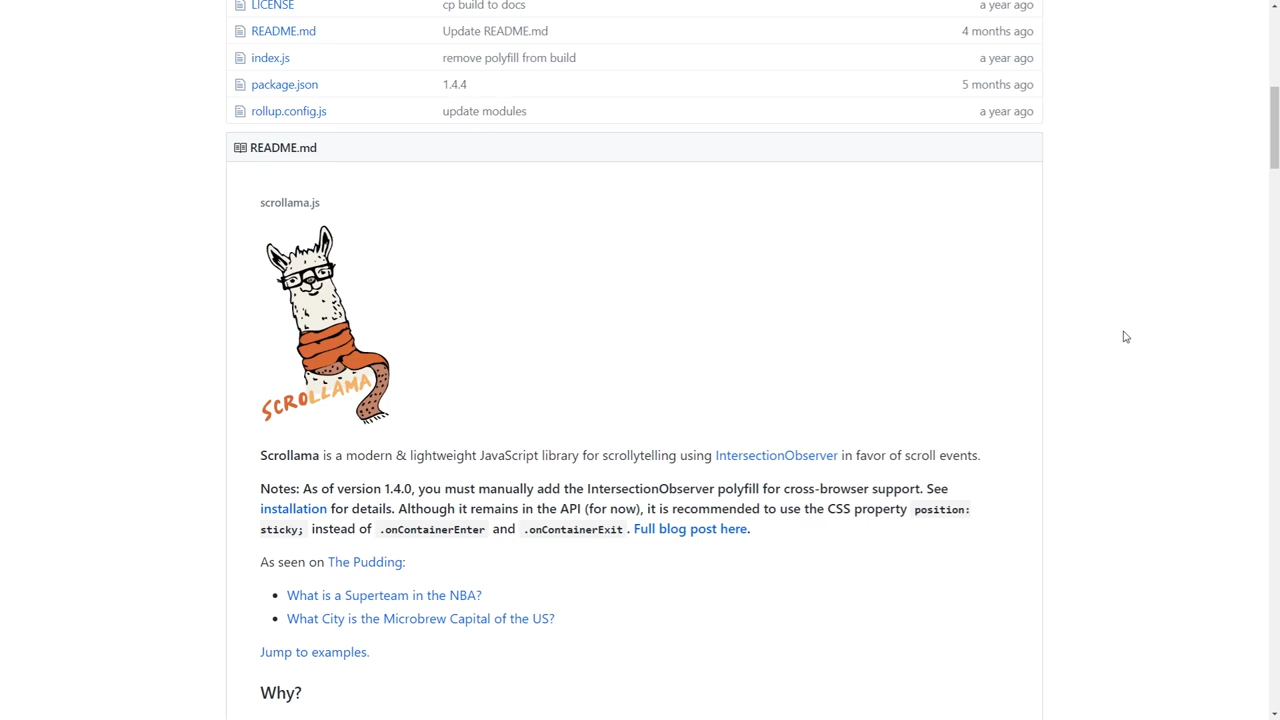 LICENSE cp build to docs a year ago
README.md Update README.md 4 months ago
index.js remove polyfill from build a year ago
package.json 1.4.4 5 months ago
rollup.config.js update modules a year ago
README.md
scrollama.js
SCROLLAMA
Scrollama is a modern & lightweight JavaScript library for scrollytelling using IntersectionObserver in favor of scroll events.
Notes: As of version 1.4.0, you must manually add the IntersectionObserver polyfill for cross-browser support. See
installation for details. Although it remains in the API (for now), it is recommended to use the CSS property position:
sticky; instead of .onContainerEnter and .onContainerExit. Full blog post here.
As seen on The Pudding:
• What is a Superteam in the NBA?
• What City is the Microbrew Capital of the US?
Jump to examples.
Why?